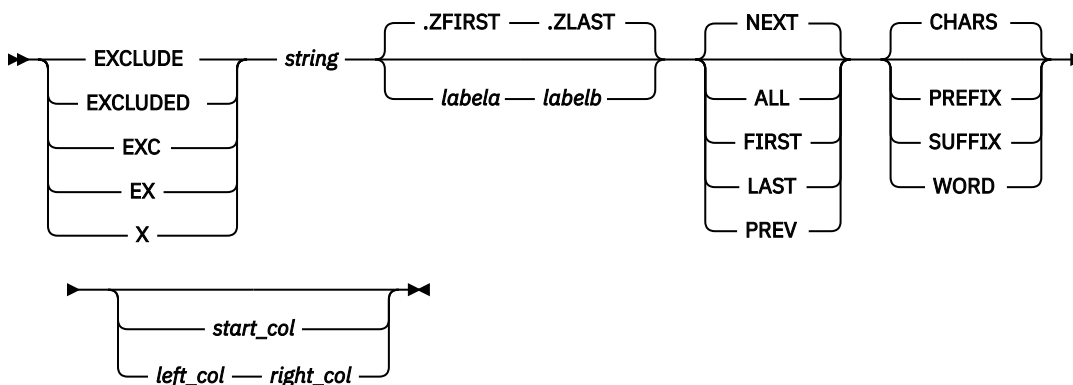 .ZFIRST .ZLAST NEXT CHARS
EXCLUDE string
EXCLUDED labela labelb ALL PREFIX
EXC FIRST SUFFIX
EX LAST WORD
X PREV
start_col
left_col right_col